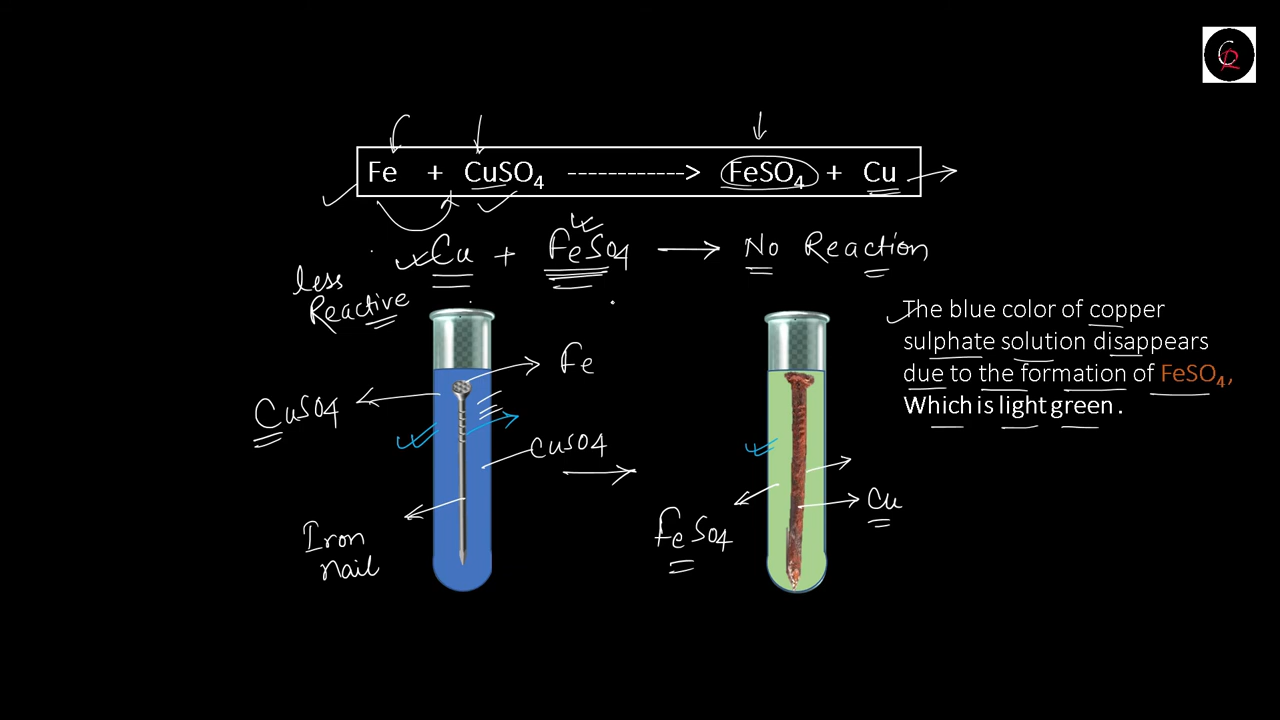 Fe + CuSO4 ------------> FeSO4 + Cu
Cu + FeSO4 → No Reaction
less
Reactive
The blue color of copper
sulphate solution disappears
due to the formation of FeSO4,
Which is light green .
Fe
CuSO4
CuSO4
Iron
nail
FeSO4
Cu